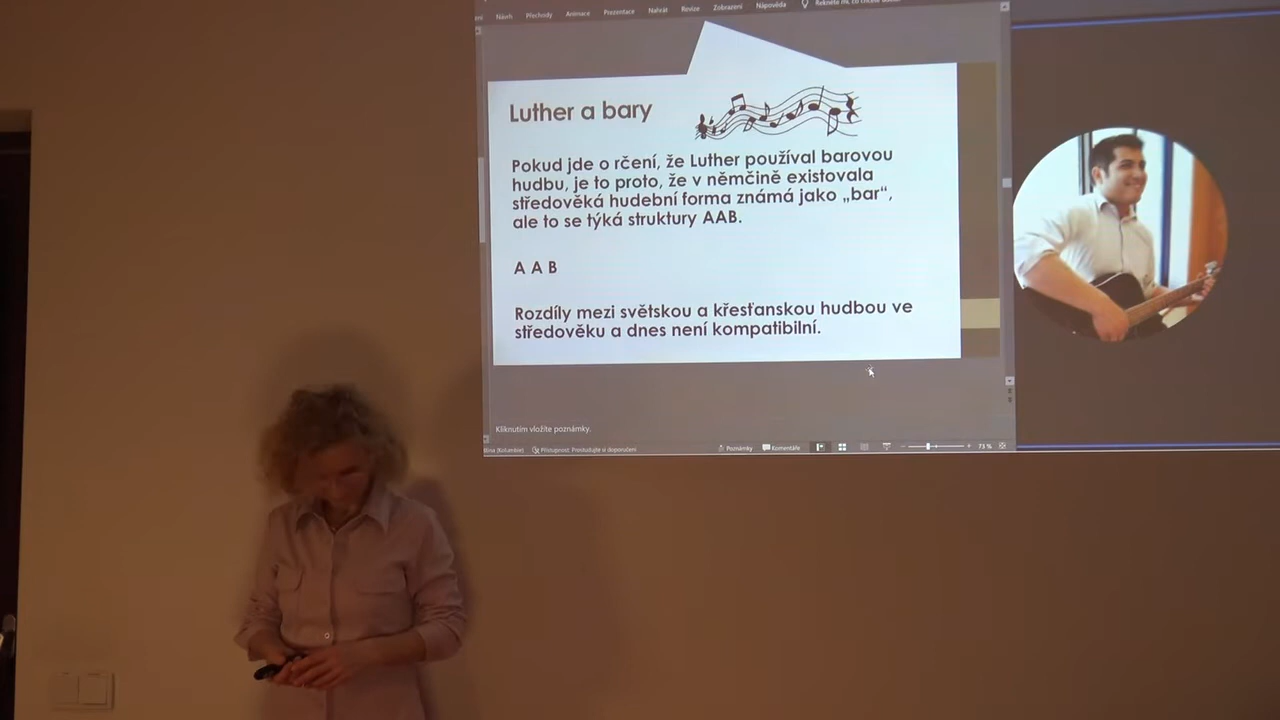 Návrh Přechody Animace Prezentace Nahrát Revize Zobrazení Nápověda
Luther a bary
Pokud jde o rčení, že Luther používal barovou
hudbu, je to proto, že v němčině existovala
středověká hudební forma známá jako „bar“,
ale to se týká struktury AAB.
A A B
Rozdíly mezi světskou a křesťanskou hudbou ve
středověku a dnes není kompatibilní.
Kliknutím vložíte poznámky.
Poznámky Komentáře 73 %